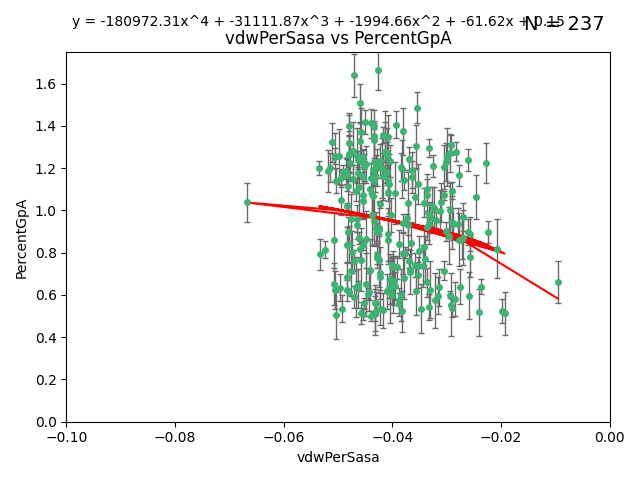 y = -180972.31x^4 + -31111.87x^3 + -1994.66x^2 + -61.62x + 0.15
N = 237
vdwPerSasa vs PercentGpA
PercentGpA
1.6
1.4
1.2
1.0
0.8
0.6
0.4
0.2
0.0
−0.10 −0.08 −0.06 −0.04 −0.02 0.00
vdwPerSasa